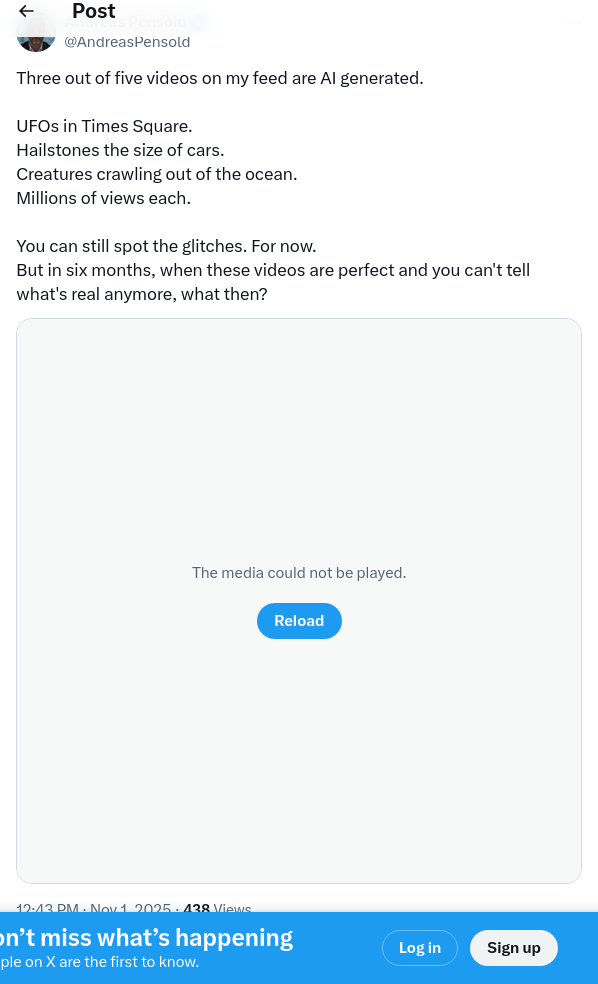 Post
Andreas Pensold
@AndreasPensold
Three out of five videos on my feed are AI generated.
UFOs in Times Square.
Hailstones the size of cars.
Creatures crawling out of the ocean.
Millions of views each.
You can still spot the glitches. For now.
But in six months, when these videos are perfect and you can't tell
what's real anymore, what then?
The media could not be played.
Reload
12:43 PM · Nov 1, 2025 · 438 Views
on't miss what's happening
ple on X are the first to know.
Log in
Sign up